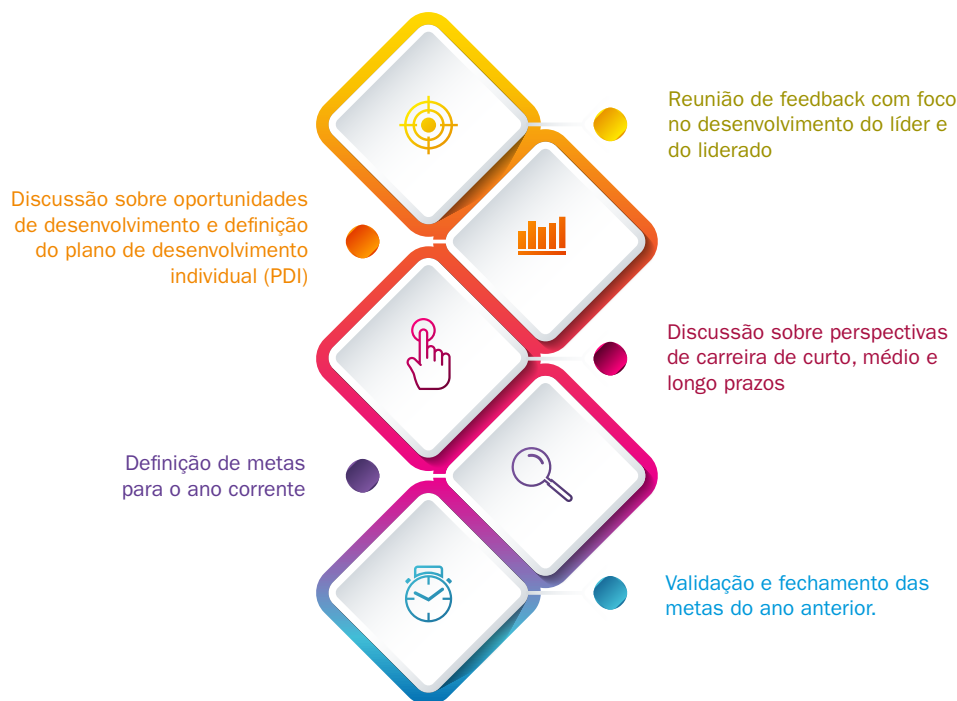 Reunião de feedback com foco
no desenvolvimento do líder e
do liderado
Discussão sobre oportunidades
de desenvolvimento e definição
do plano de desenvolvimento
individual (PDI)
Discussão sobre perspectivas
de carreira de curto, médio e
longo prazos
Definição de metas
para o ano corrente
Validação e fechamento das
metas do ano anterior.